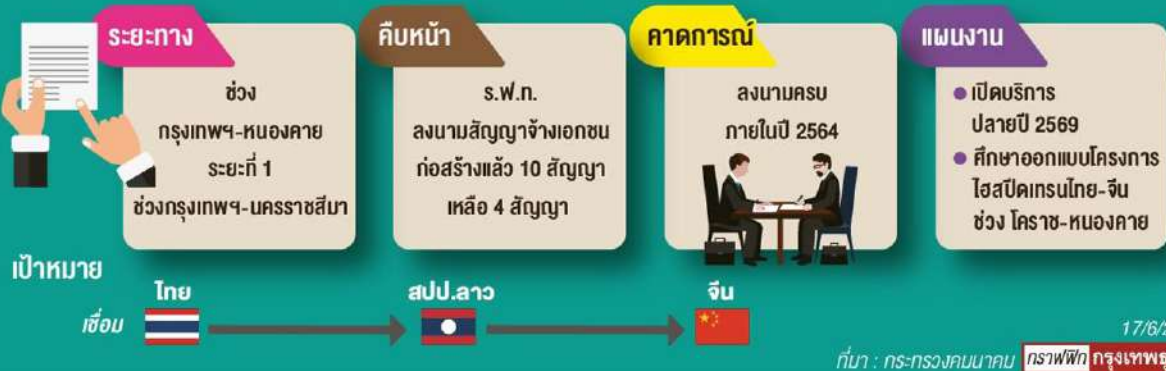 ระยะทาง
ช่วง
กรุงเทพฯ-หนองคาย
ระยะที่ 1
ช่วงกรุงเทพฯ-นครราชสีมา
คืบหน้า
ร.ฟ.ท.
ลงนามสัญญาจ้างเอกชน
ก่อสร้างแล้ว 10 สัญญา
เหลือ 4 สัญญา
คาดการณ์
ลงนามครบ
ภายในปี 2564
แผนงาน
เปิดบริการ
ปลายปี 2569
ศึกษาออกแบบโครงการ
ไฮสปีดเทรนไทย-จีน
ช่วง โคราช-หนองคาย
เป้าหมาย
เชื่อม
ไทย
สปป.ลาว
จีน
17/6/
ที่มา : กระทรวงคมนาคม
กราฟฟิก กรุงเทพธุ